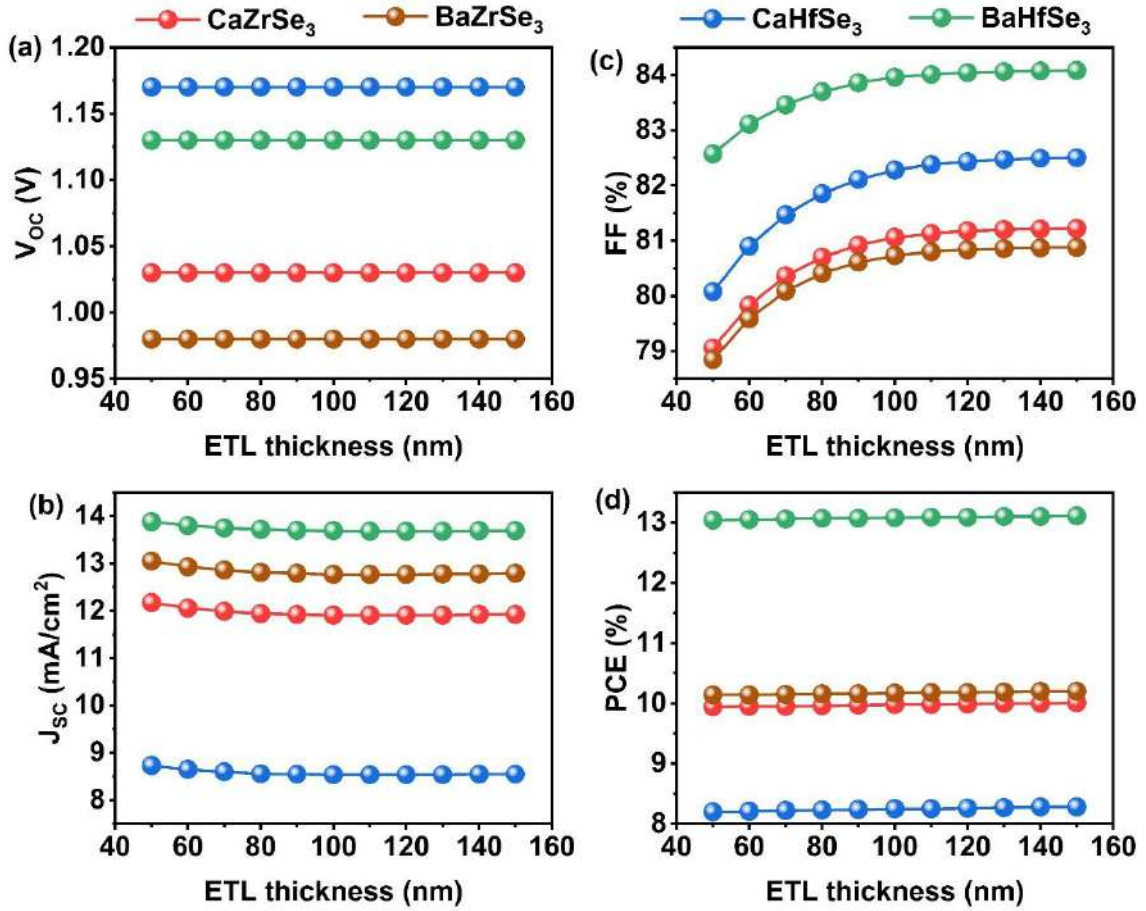 CaZrSe₃ BaZrSe₃ CaHfSe₃ BaHfSe₃
(a)
1.20
1.15
1.10
1.05
1.00
0.95
V_OC (V)
40 60 80 100 120 140 160
ETL thickness (nm)
(c)
84
83
82
81
80
79
FF (%)
40 60 80 100 120 140 160
ETL thickness (nm)
(b)
14
13
12
11
10
9
8
J_SC (mA/cm²)
40 60 80 100 120 140 160
ETL thickness (nm)
(d)
13
12
11
10
9
8
PCE (%)
40 60 80 100 120 140 160
ETL thickness (nm)